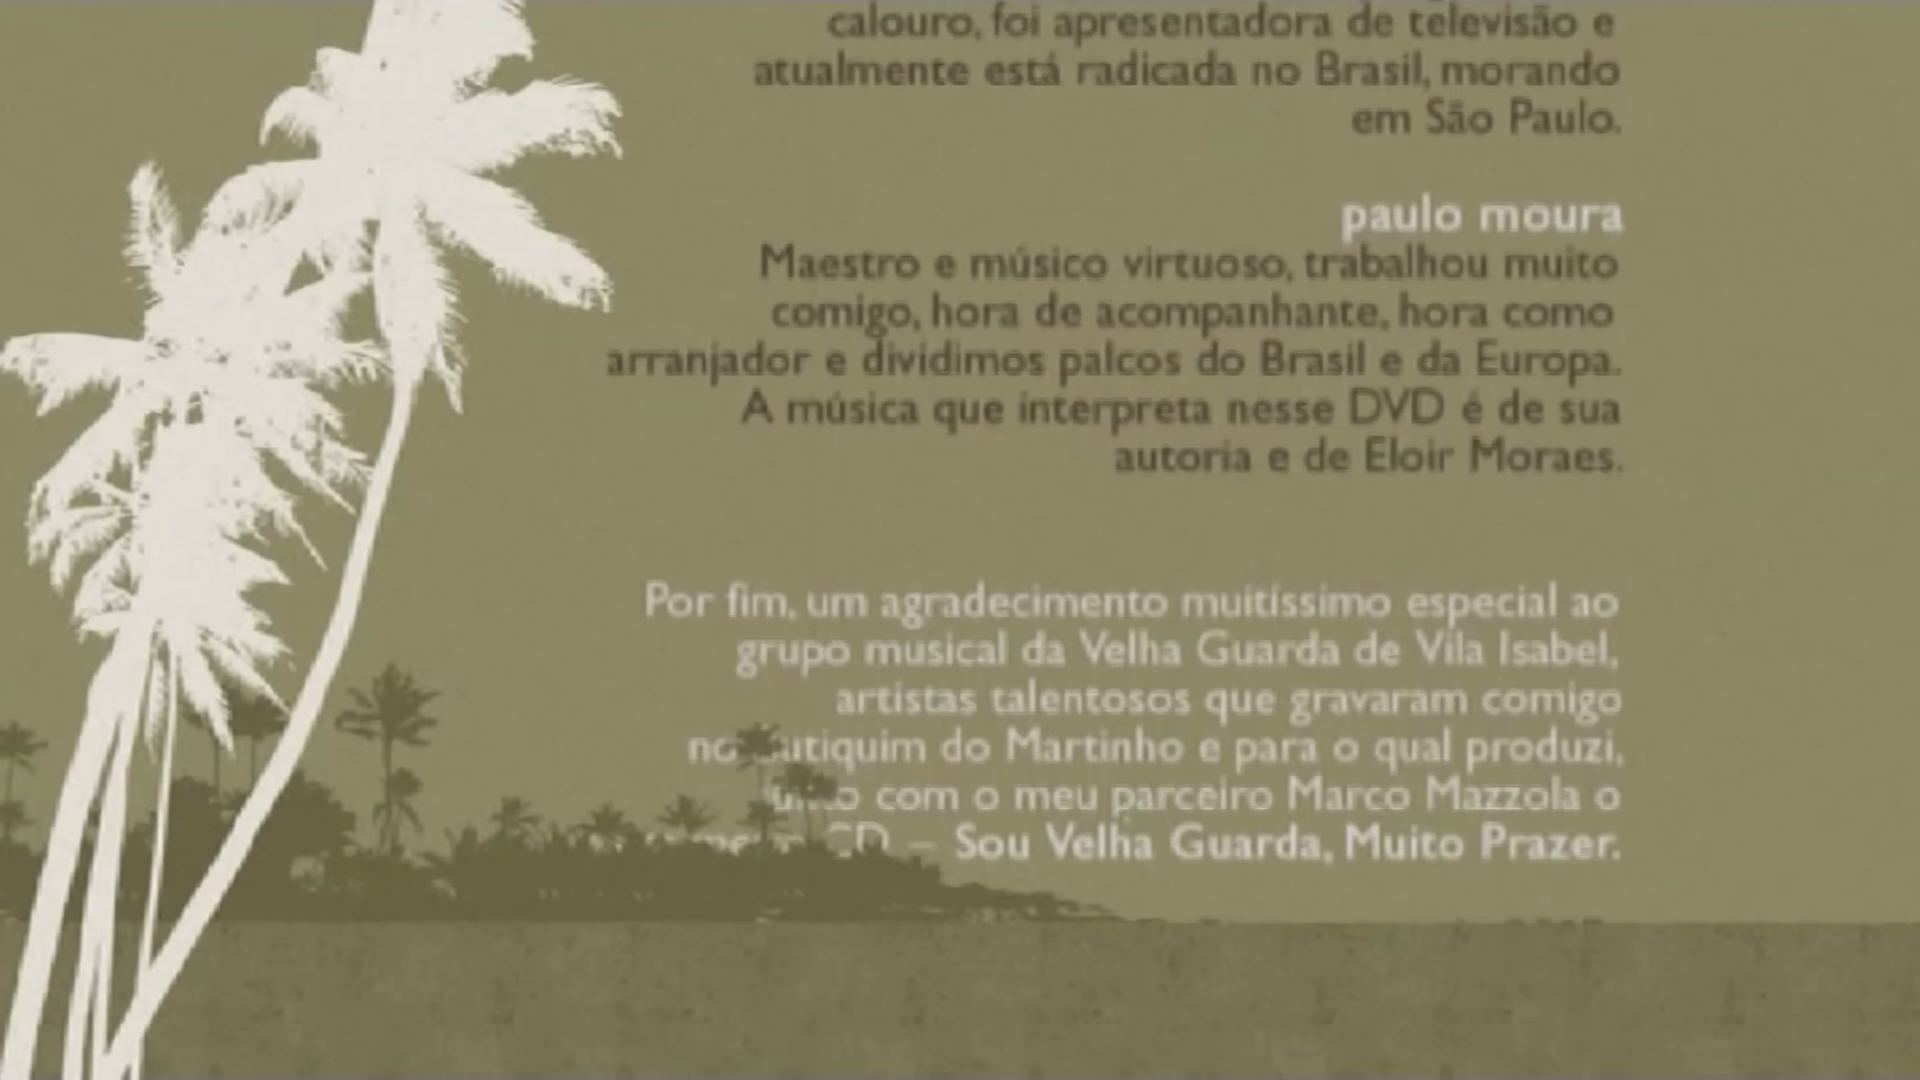 calouro, foi apresentadora de televisão e
atualmente está radicada no Brasil, morando
em São Paulo.
paulo moura
Maestro e músico virtuoso, trabalhou muito
comigo, hora de acompanhante, hora como
arranjador e dividimos palcos do Brasil e da Europa.
A música que interpreta nesse DVD é de sua
autoria e de Eloir Moraes.
Por fim, um agradecimento muitíssimo especial ao
grupo musical da Velha Guarda de Vila Isabel,
artistas talentosos que gravaram comigo
no Butiquim do Martinho e para o qual produzi,
com o meu parceiro Marco Mazzola o
CD – Sou Velha Guarda, Muito Prazer.